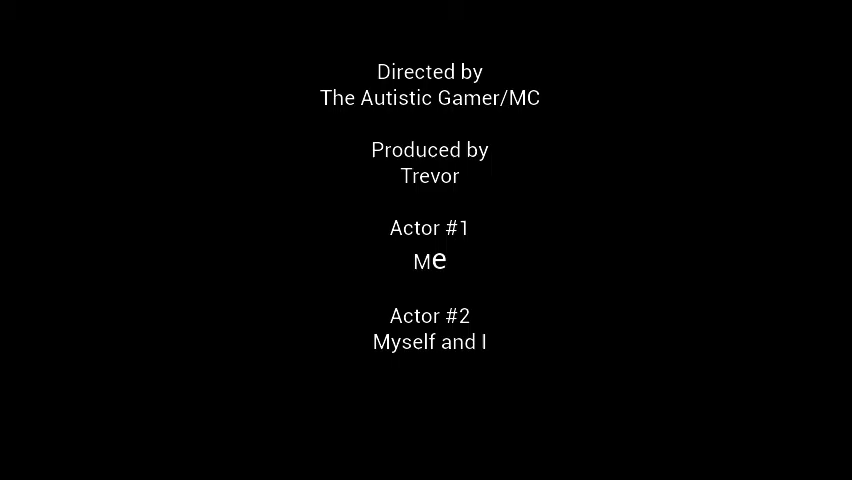 Directed by
The Autistic Gamer/MC
Produced by
Trevor
Actor #1
Me
Actor #2
Myself and I